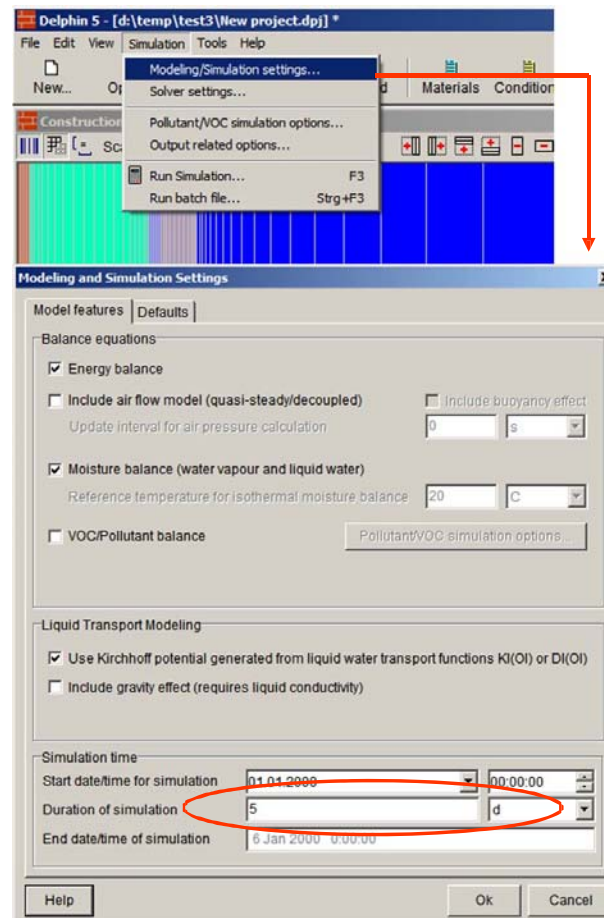 Delphin 5 - [d:\temp\test3\New project.dpj] *
File Edit View Simulation Tools Help
New...
Materials
Modeling/Simulation settings...
Solver settings...
Pollutant/VOC simulation options...
Output related options...
Run Simulation... F3
Run batch file... Strg+F3
Modeling and Simulation Settings
Model features Defaults
Balance equations
Energy balance
Include air flow model (quasi-steady/decoupled) Include buoyancy effect
Update interval for air pressure calculation 0 s
Moisture balance (water vapour and liquid water)
Reference temperature for isothermal moisture balance 20 C
VOC/Pollutant balance Pollutant/VOC simulation options...
Liquid Transport Modeling
Use Kirchhoff potential generated from liquid water transport functions Kl(Ol) or Dl(Ol)
Include gravity effect (requires liquid conductivity)
Simulation time
Start date/time for simulation 01.01.2000 00:00:00
Duration of simulation 5 d
End date/time of simulation 6 Jan 2000 0:00:00
Help Ok Cancel